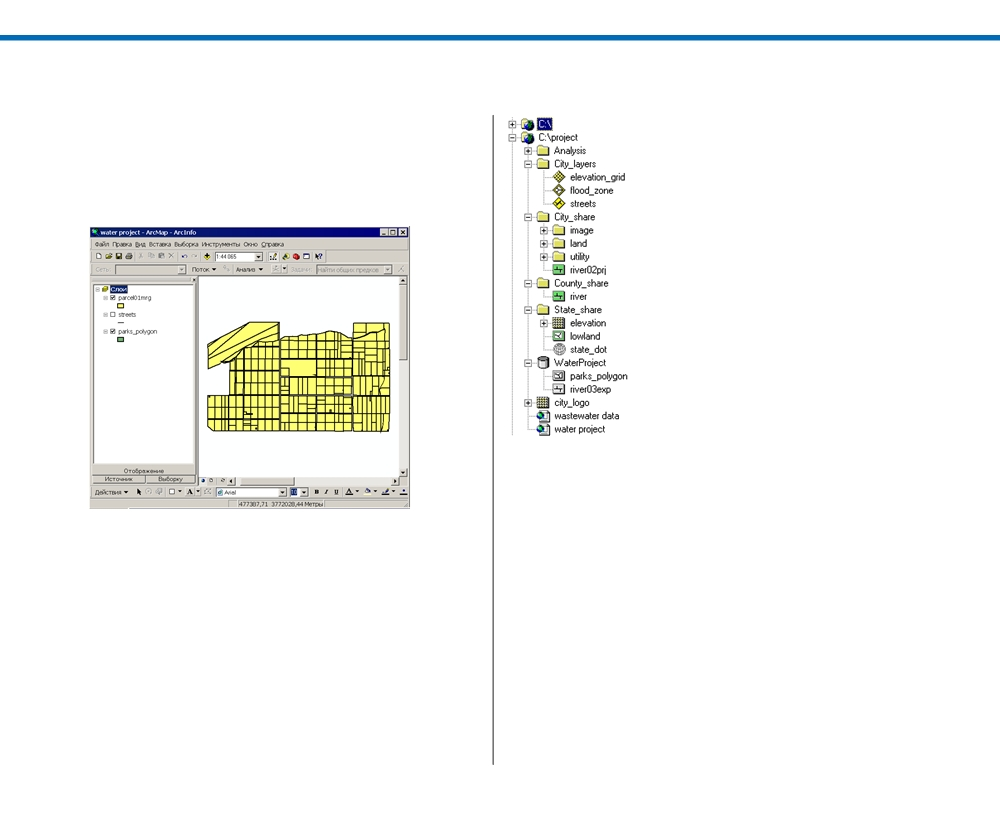 water project - ArcMap - ArcInfo
Файл Правка Вид Вставка Выборка Инструменты Окно Справка
1:44 065
Сеть: Поток Анализ Задача: Найти общих предков
Слои
parcel01mrg
streets
parks_polygon
Отображение
Источник Выборку
Действия A Arial 10 B I U A
477387,71 3772028,44 Метры
C:\
C:\project
Analysis
City_layers
elevation_grid
flood_zone
streets
City_share
image
land
utility
river02prj
County_share
river
State_share
elevation
lowland
state_dot
WaterProject
parks_polygon
river03exp
city_logo
wastewater data
water project